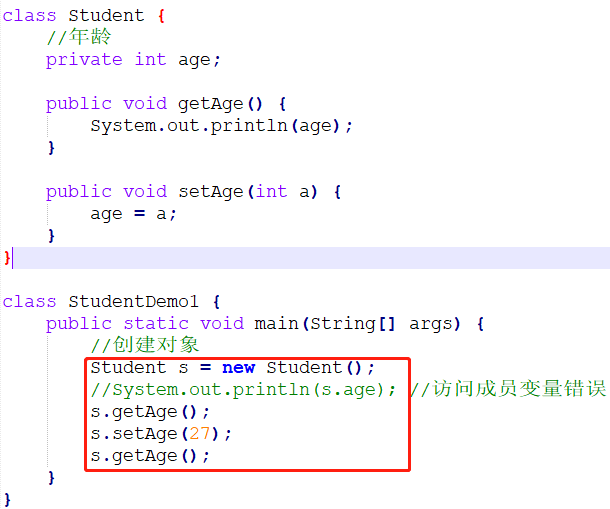 class Student {
    //年龄
    private int age;

    public void getAge() {
        System.out.println(age);
    }

    public void setAge(int a) {
        age = a;
    }
}

class StudentDemo1 {
    public static void main(String[] args) {
        //创建对象
        Student s = new Student();
        //System.out.println(s.age); //访问成员变量错误
        s.getAge();
        s.setAge(27);
        s.getAge();
    }
}